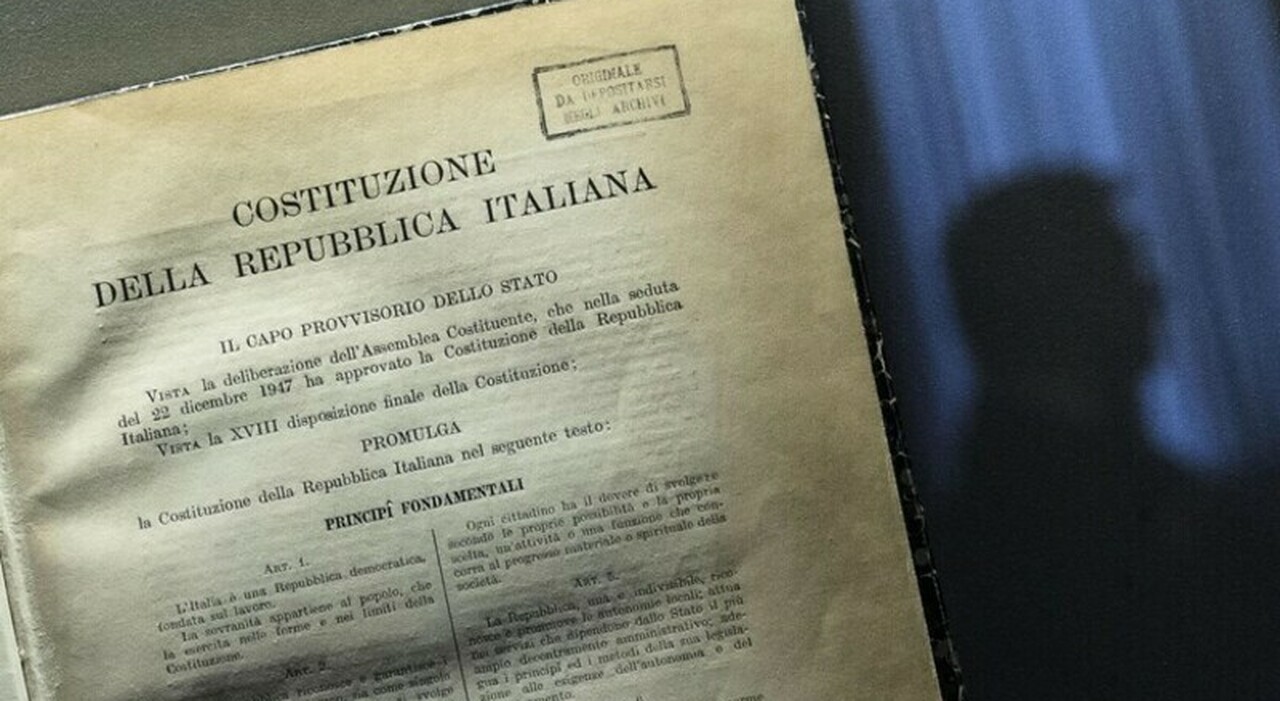 ORIGINALE
DA DEPOSITARSI
NEGLI ARCHIVI
COSTITUZIONE
DELLA REPUBBLICA ITALIANA
IL CAPO PROVVISORIO DELLO STATO
VISTA la deliberazione dell'Assemblea Costituente, che nella seduta
del 22 dicembre 1947 ha approvato la Costituzione della Repubblica
Italiana;
VISTA la XVIII disposizione finale della Costituzione;
PROMULGA
la Costituzione della Repubblica Italiana nel seguente testo:
PRINCIPÎ FONDAMENTALI
ART. 1.
L'Italia è una Repubblica democratica,
fondata sul lavoro.
La sovranità appartiene al popolo, che
la esercita nelle forme e nei limiti della
Costituzione.
ART. 2.
riconosce e garantisce i
sia come singolo
si svolge
Ogni cittadino ha il dovere di svolgere
secondo le proprie possibilità e la propria
scelta, un'attività o una funzione che con-
corra al progresso materiale o spirituale della
società.
ART. 5.
La Repubblica, una e indivisibile, rico-
nosce e promuove le autonomie locali; attua
nei servizi che dipendono dallo Stato il più
ampio decentramento amministrativo; ade-
gua i principî ed i metodi della sua legisla-
zione alle esigenze dell'autonomia e del